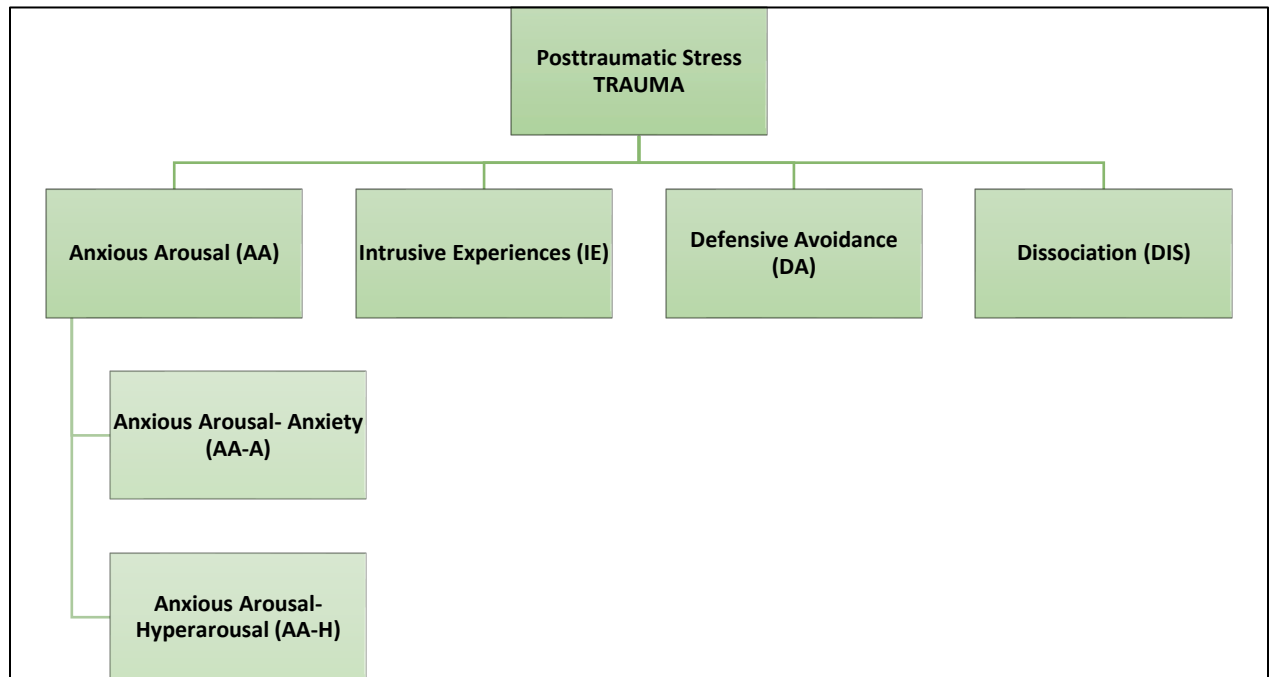 Posttraumatic Stress
TRAUMA
Anxious Arousal (AA)
Intrusive Experiences (IE)
Defensive Avoidance
(DA)
Dissociation (DIS)
Anxious Arousal- Anxiety
(AA-A)
Anxious Arousal-
Hyperarousal (AA-H)